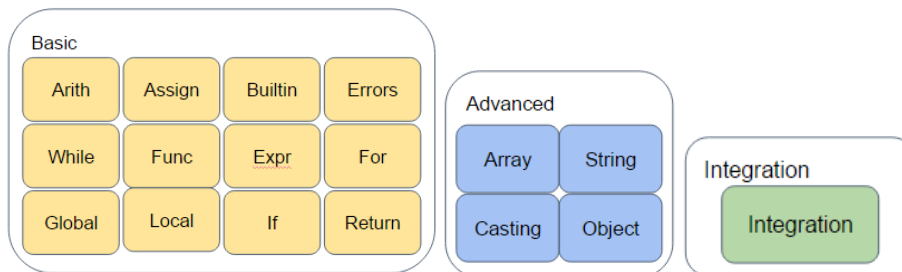 Basic
Arith Assign Builtin Errors
While Func Expr For
Global Local If Return
Advanced
Array String
Casting Object
Integration
Integration